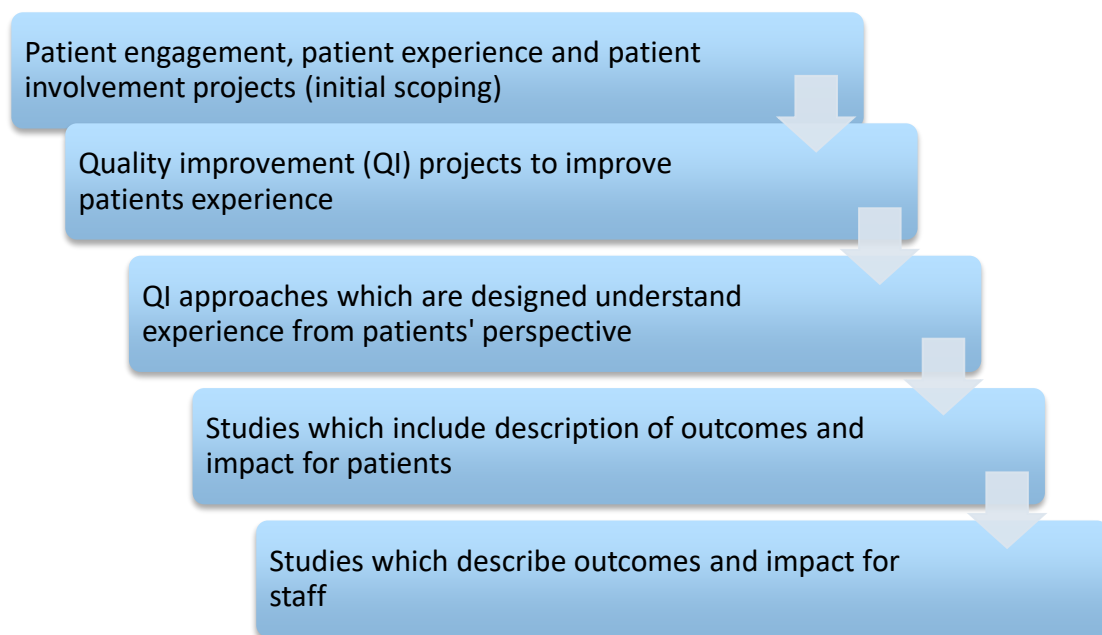 Patient engagement, patient experience and patient
involvement projects (initial scoping)
Quality improvement (QI) projects to improve
patients experience
QI approaches which are designed understand
experience from patients' perspective
Studies which include description of outcomes and
impact for patients
Studies which describe outcomes and impact for
staff